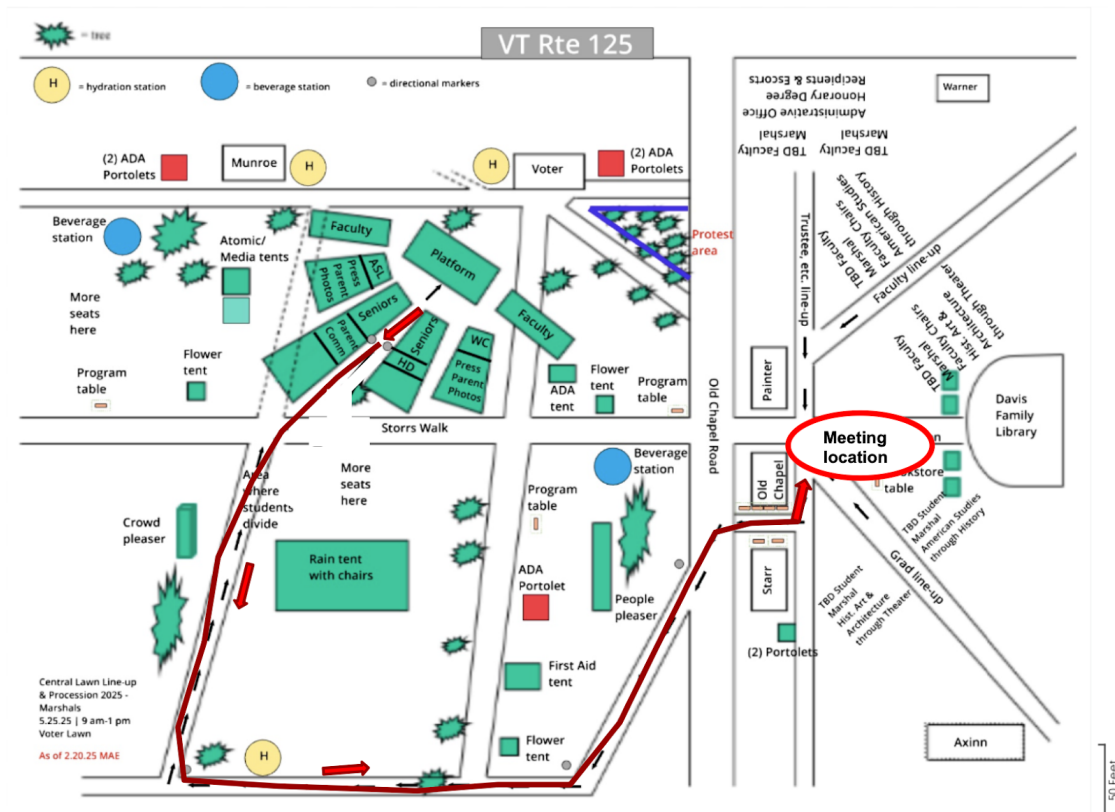 = tree
VT Rte 125
H
= hydration station
= beverage station
= directional markers
Recipients & Escorts
Honorary Degree
Administrative Office
Marshal
TBD Faculty
Marshal
TBD Faculty
Warner
(2) ADA
Portolets
Munroe
H
H
Voter
(2) ADA
Portolets
through History
American Studies
Faculty Chairs
Marshal
TBD Faculty
Beverage
station
Atomic/
Media tents
Faculty
Platform
Protest
area
Trustee, etc. line-up
Faculty line-up
ASL
Press
Parent
Photos
More
seats
here
Seniors
Parent
Comm
Seniors
HD
WC
Press
Parent
Photos
Faculty
through Theater
Architecture
Hist. Art &
Faculty Chairs
Marshal
TBD Faculty
Flower
tent
Program
table
ADA
tent
Flower
tent
Program
table
Painter
Old Chapel Road
Davis
Family
Library
Storrs Walk
Meeting
location
Beverage
station
Old
Chapel
table
More
seats
here
Area
where
students
divide
Program
table
Crowd
pleaser
Rain tent
with chairs
ADA
Portolet
People
pleaser
Starr
TBD Student
Marshal
American Studies
through History
Grad line-up
TBD Student
Marshal
Hist. Art &
Architecture
through Theater
(2) Portolets
First Aid
tent
Central Lawn Line-up
& Procession 2025 -
Marshals
5.25.25 | 9 am-1 pm
Voter Lawn
As of 2.20.25 MAE
H
Flower
tent
Axinn
50 Feet